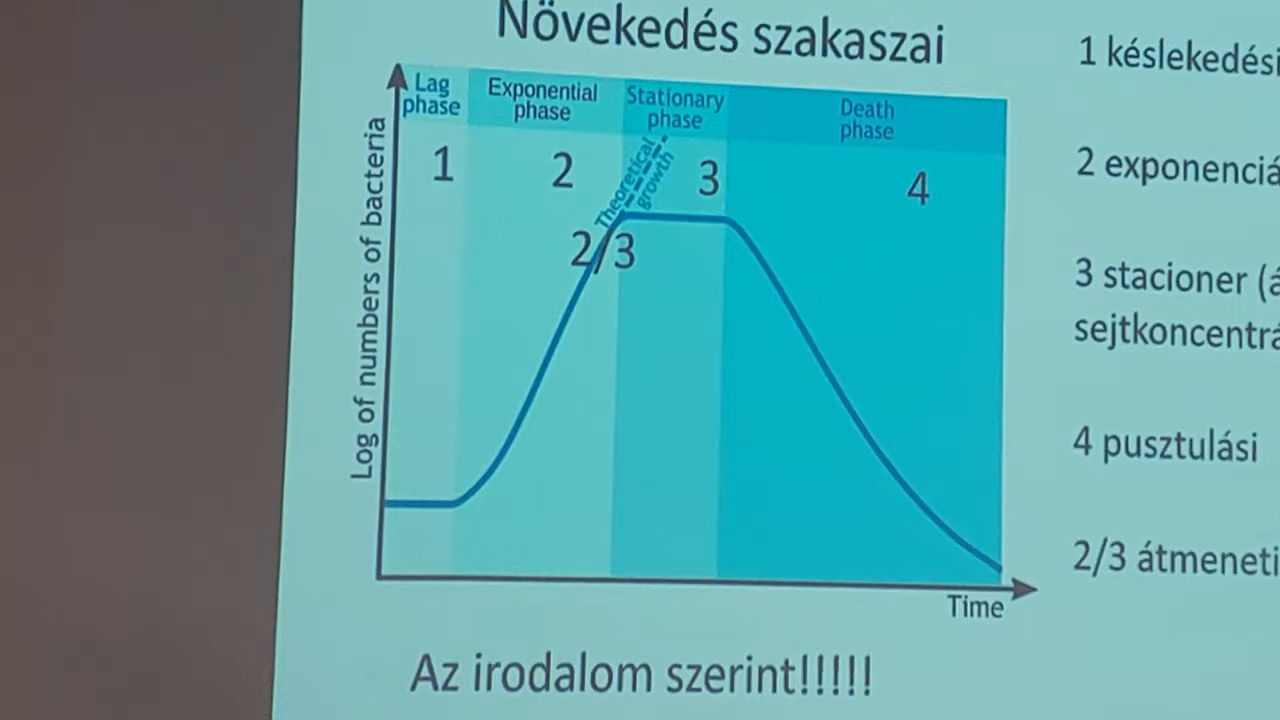 Növekedés szakaszai
Lag
phase
Exponential
phase
Stationary
phase
Death
phase
1
2
3
4
Theoretical
growth
2/3
Log of numbers of bacteria
Time
Az irodalom szerint!!!!!
1 késlekedési
2 exponenciá
3 stacioner (á
sejtkoncentrá
4 pusztulási
2/3 átmeneti